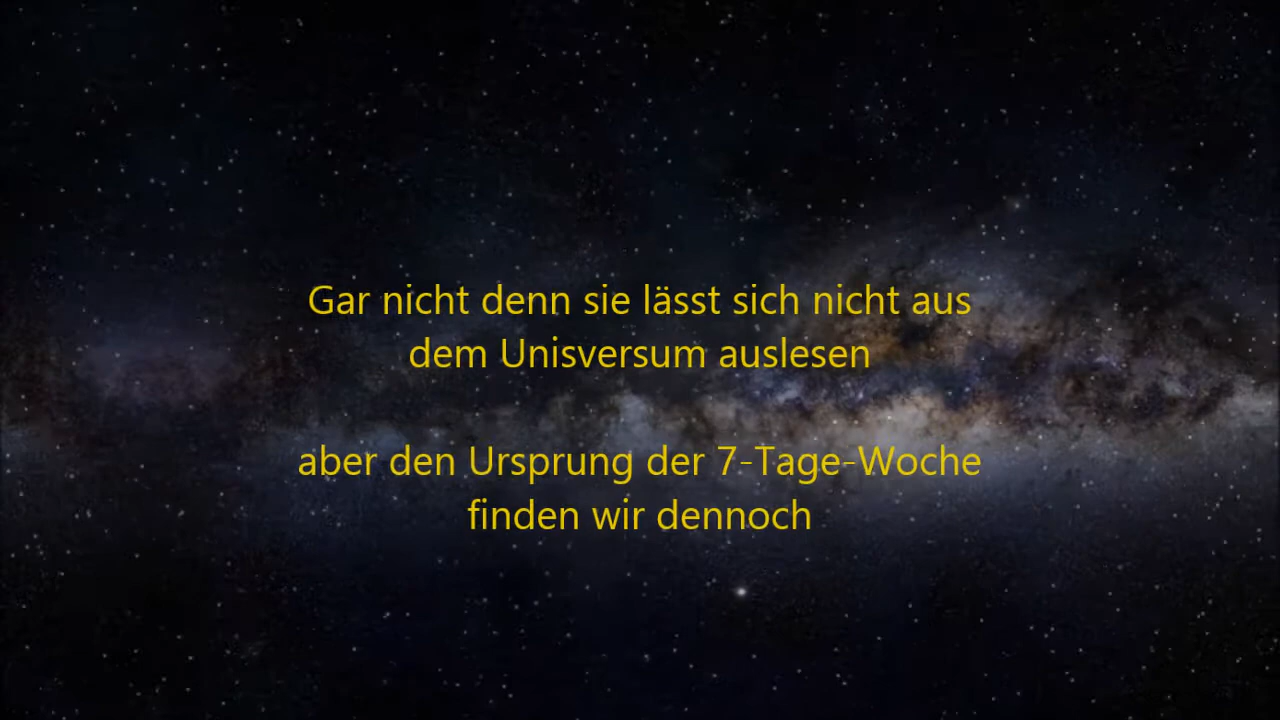 Gar nicht denn sie lässt sich nicht aus
dem Unisversum auslesen
aber den Ursprung der 7-Tage-Woche
finden wir dennoch